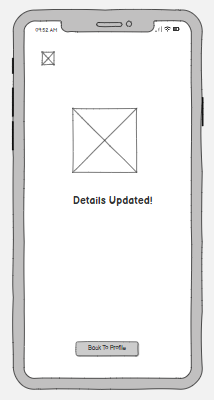 09:52 AM
Details Updated!
Back To Profile